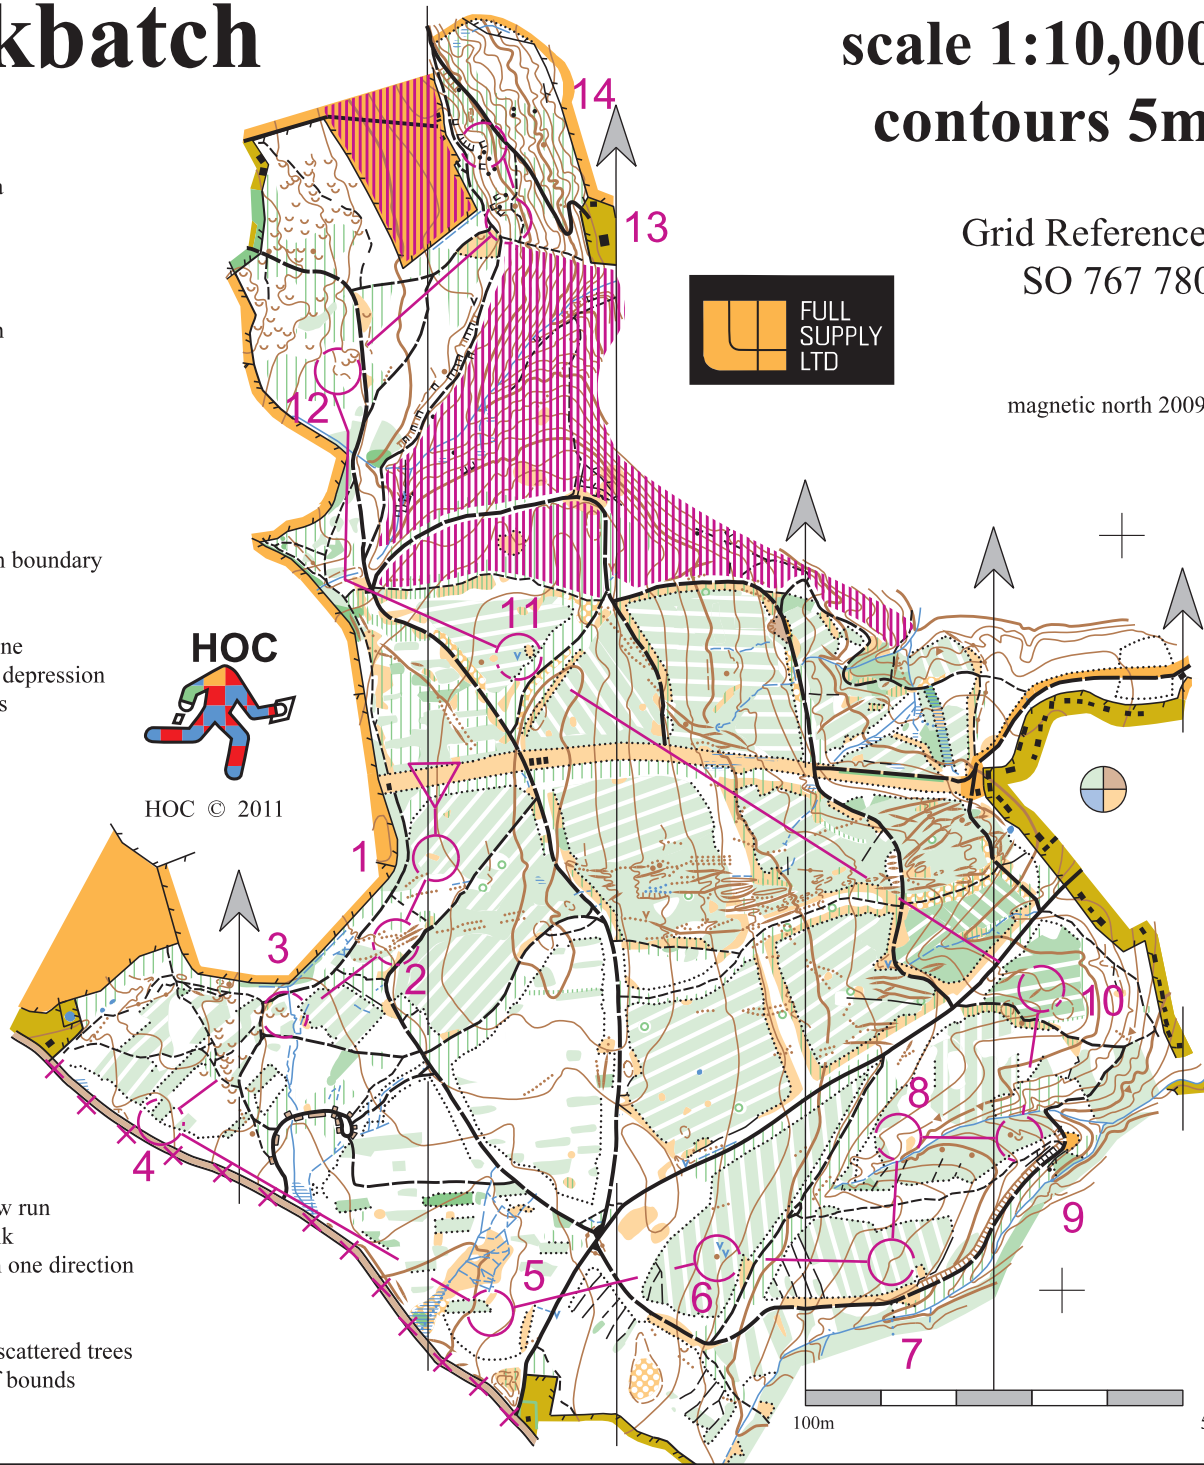 kbatch
scale 1:10,000
contours 5m
Grid Reference
SO 767 780
FULL
SUPPLY
LTD
magnetic north 2009
14
13
12
11
boundary
depression
HOC
HOC © 2011
1
2
3
10
8
4
9
5
6
7
run
one direction
scattered trees
bounds
100m